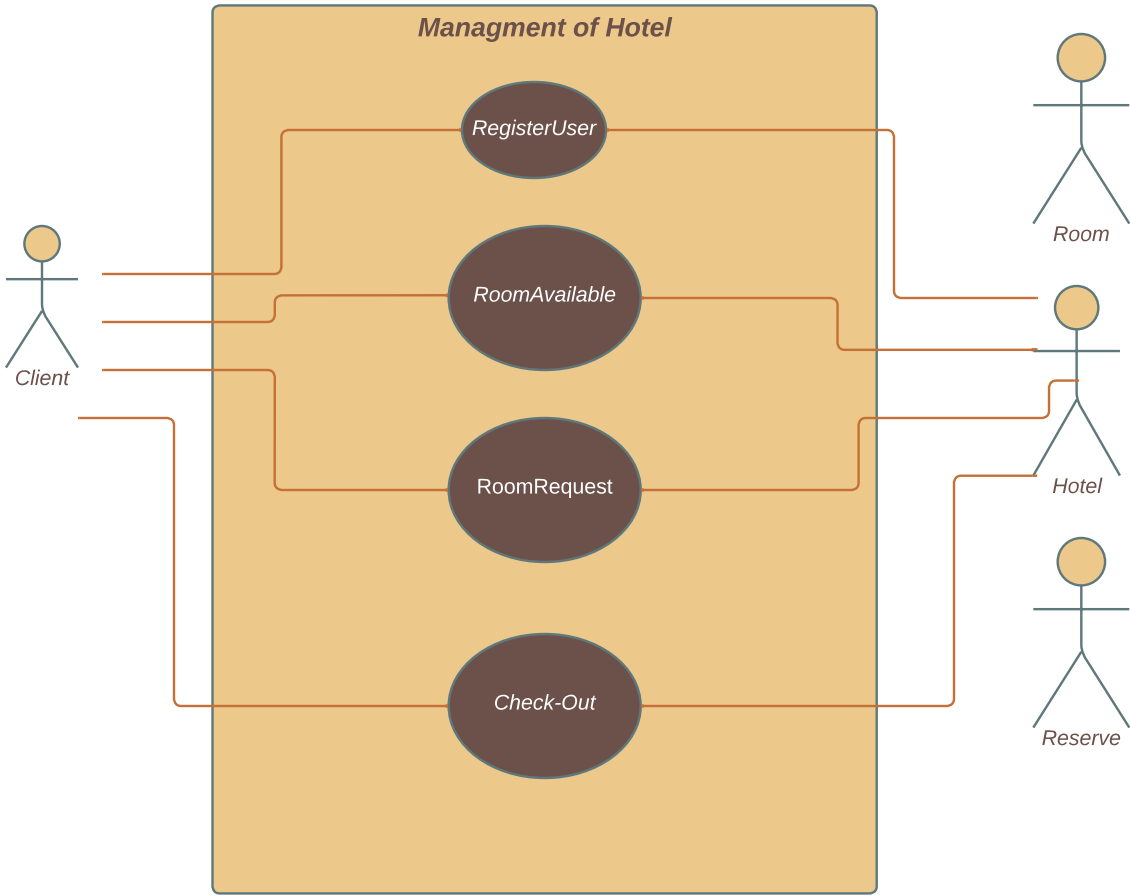 Managment of Hotel
RegisterUser
Room
RoomAvailable
Client
RoomRequest
Hotel
Check-Out
Reserve